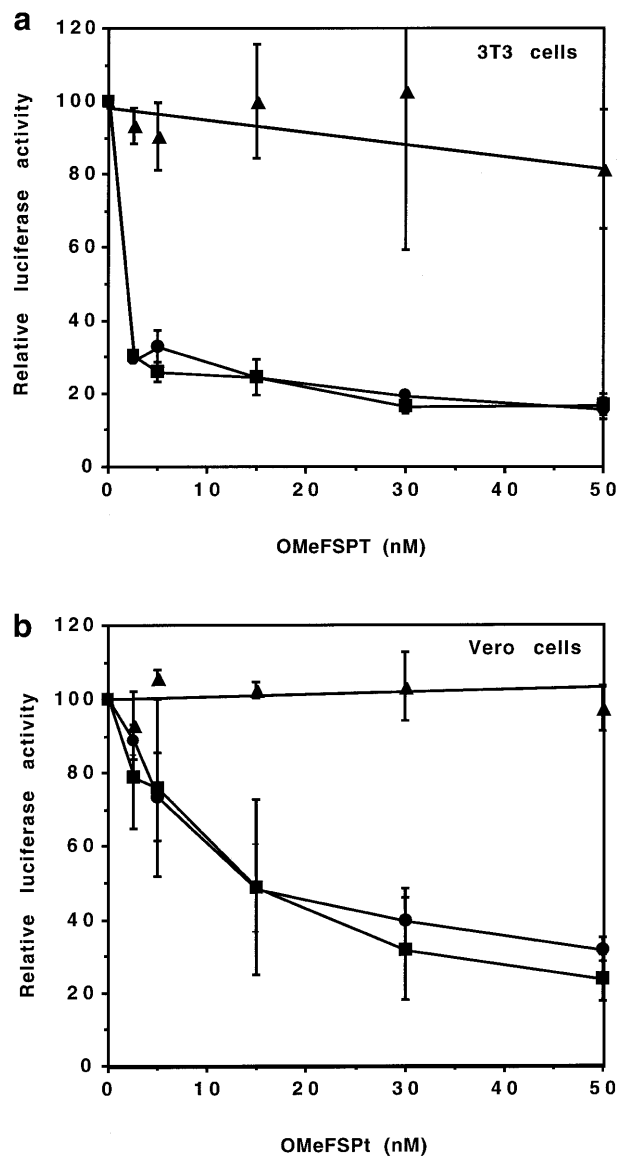 a
120
3T3 cells
100
80
60
40
20
0
Relative luciferase activity
0 10 20 30 40 50
OMeFSPT (nM)
b
120
Vero cells
100
80
60
40
20
0
Relative luciferase activity
0 10 20 30 40 50
OMeFSPt (nM)